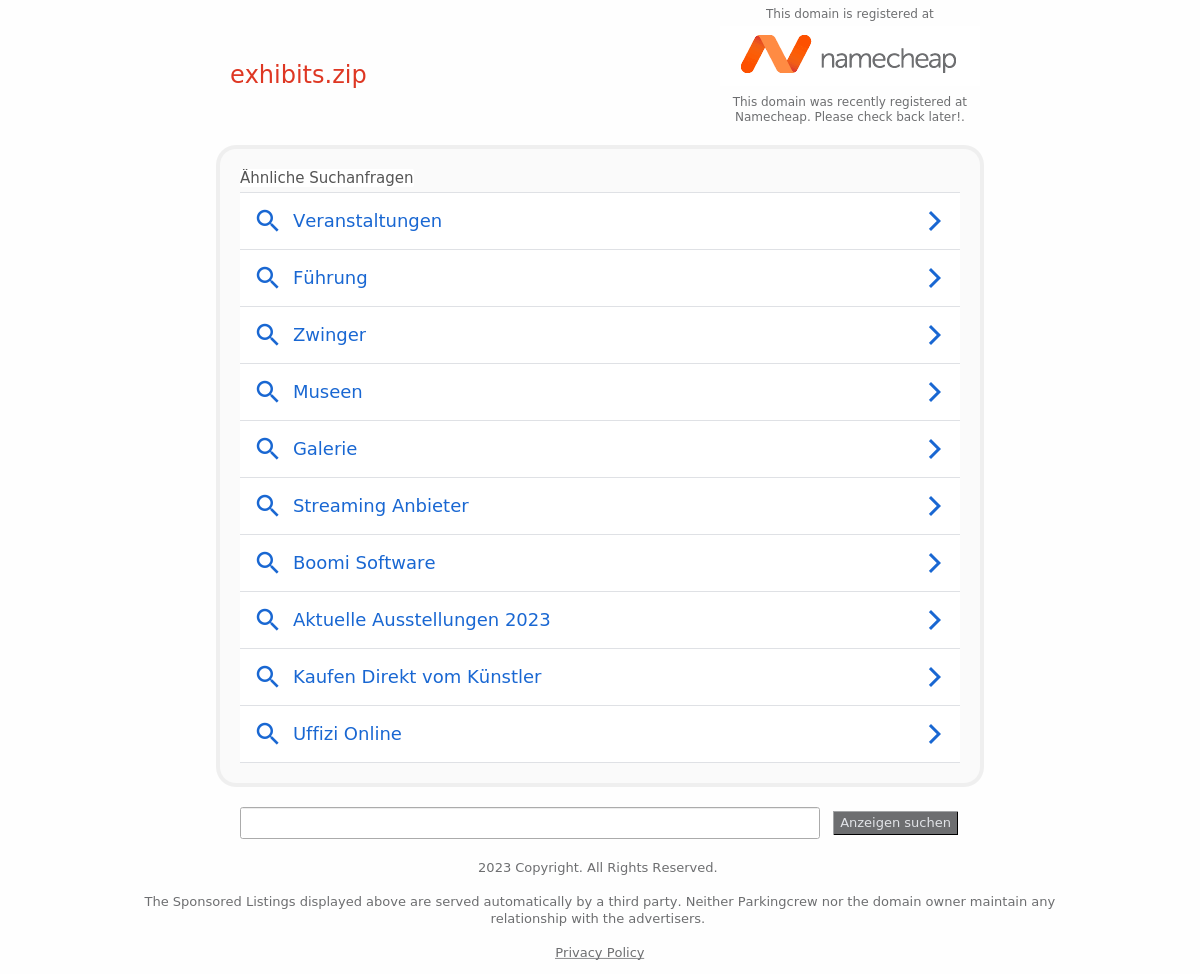 This domain is registered at
namecheap
exhibits.zip
This domain was recently registered at
Namecheap. Please check back later!.
Ähnliche Suchanfragen
Veranstaltungen
Führung
Zwinger
Museen
Galerie
Streaming Anbieter
Boomi Software
Aktuelle Ausstellungen 2023
Kaufen Direkt vom Künstler
Uffizi Online
Anzeigen suchen
2023 Copyright. All Rights Reserved.
The Sponsored Listings displayed above are served automatically by a third party. Neither Parkingcrew nor the domain owner maintain any
relationship with the advertisers.
Privacy Policy